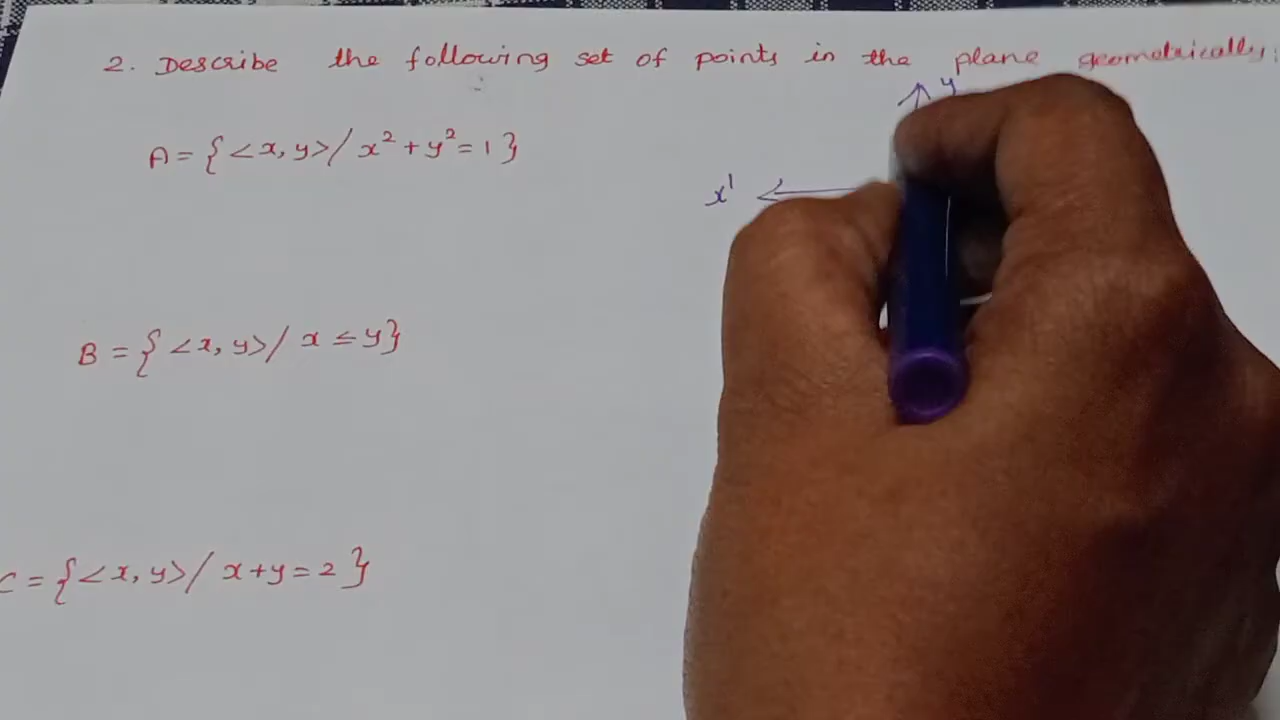 2. Describe the following set of points in the plane geometrically:
y
A = {<x, y> / x² + y² = 1}
x'
B = {<x, y> / x ≤ y}
C = {<x, y> / x + y = 2}